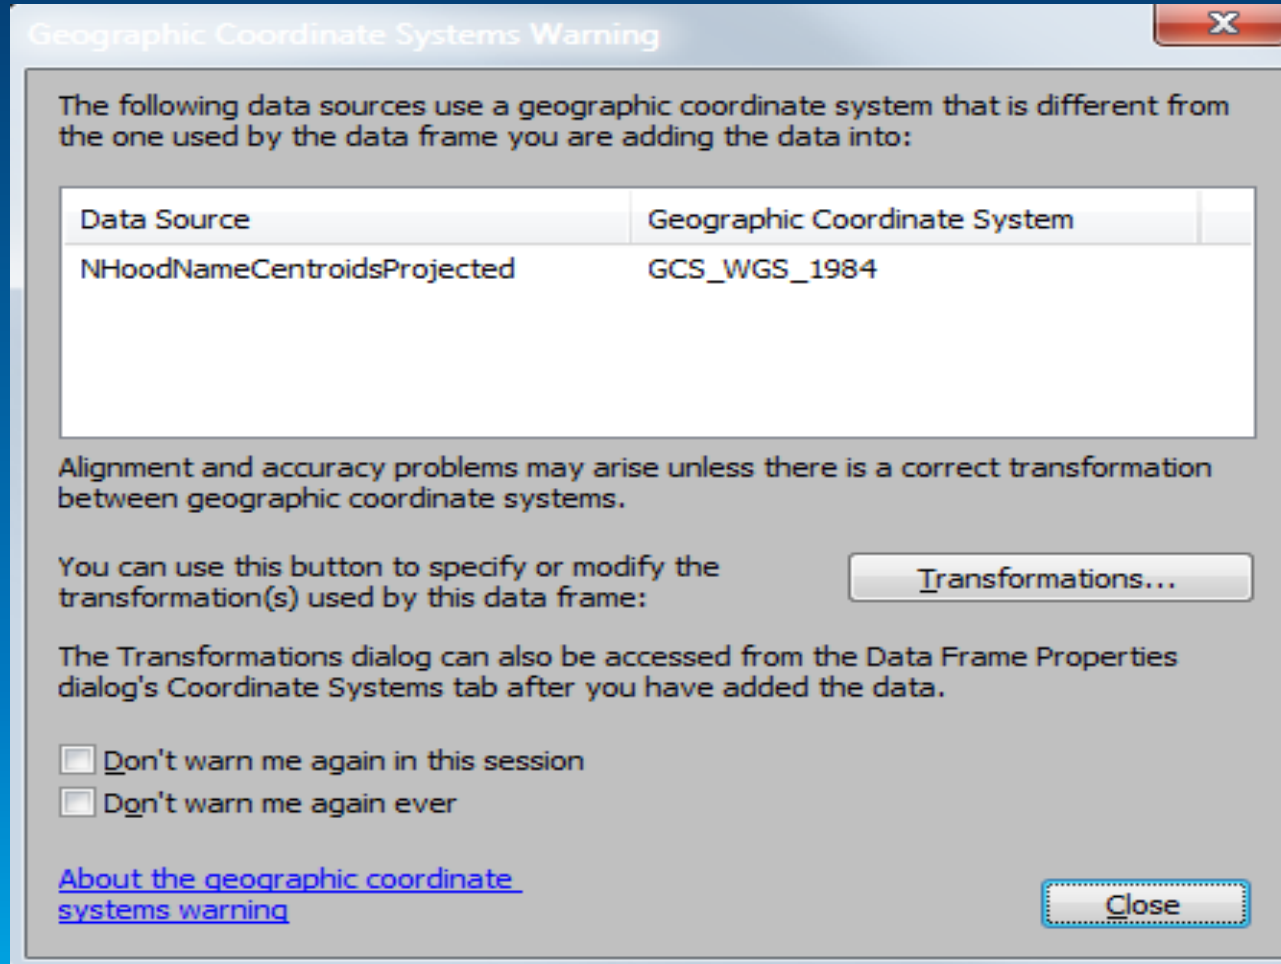 Geographic Coordinate Systems Warning
The following data sources use a geographic coordinate system that is different from
the one used by the data frame you are adding the data into:
Data Source Geographic Coordinate System
NHoodNameCentroidsProjected GCS_WGS_1984
Alignment and accuracy problems may arise unless there is a correct transformation
between geographic coordinate systems.
You can use this button to specify or modify the
transformation(s) used by this data frame:
Transformations...
The Transformations dialog can also be accessed from the Data Frame Properties
dialog's Coordinate Systems tab after you have added the data.
Don't warn me again in this session
Don't warn me again ever
About the geographic coordinate
systems warning
Close